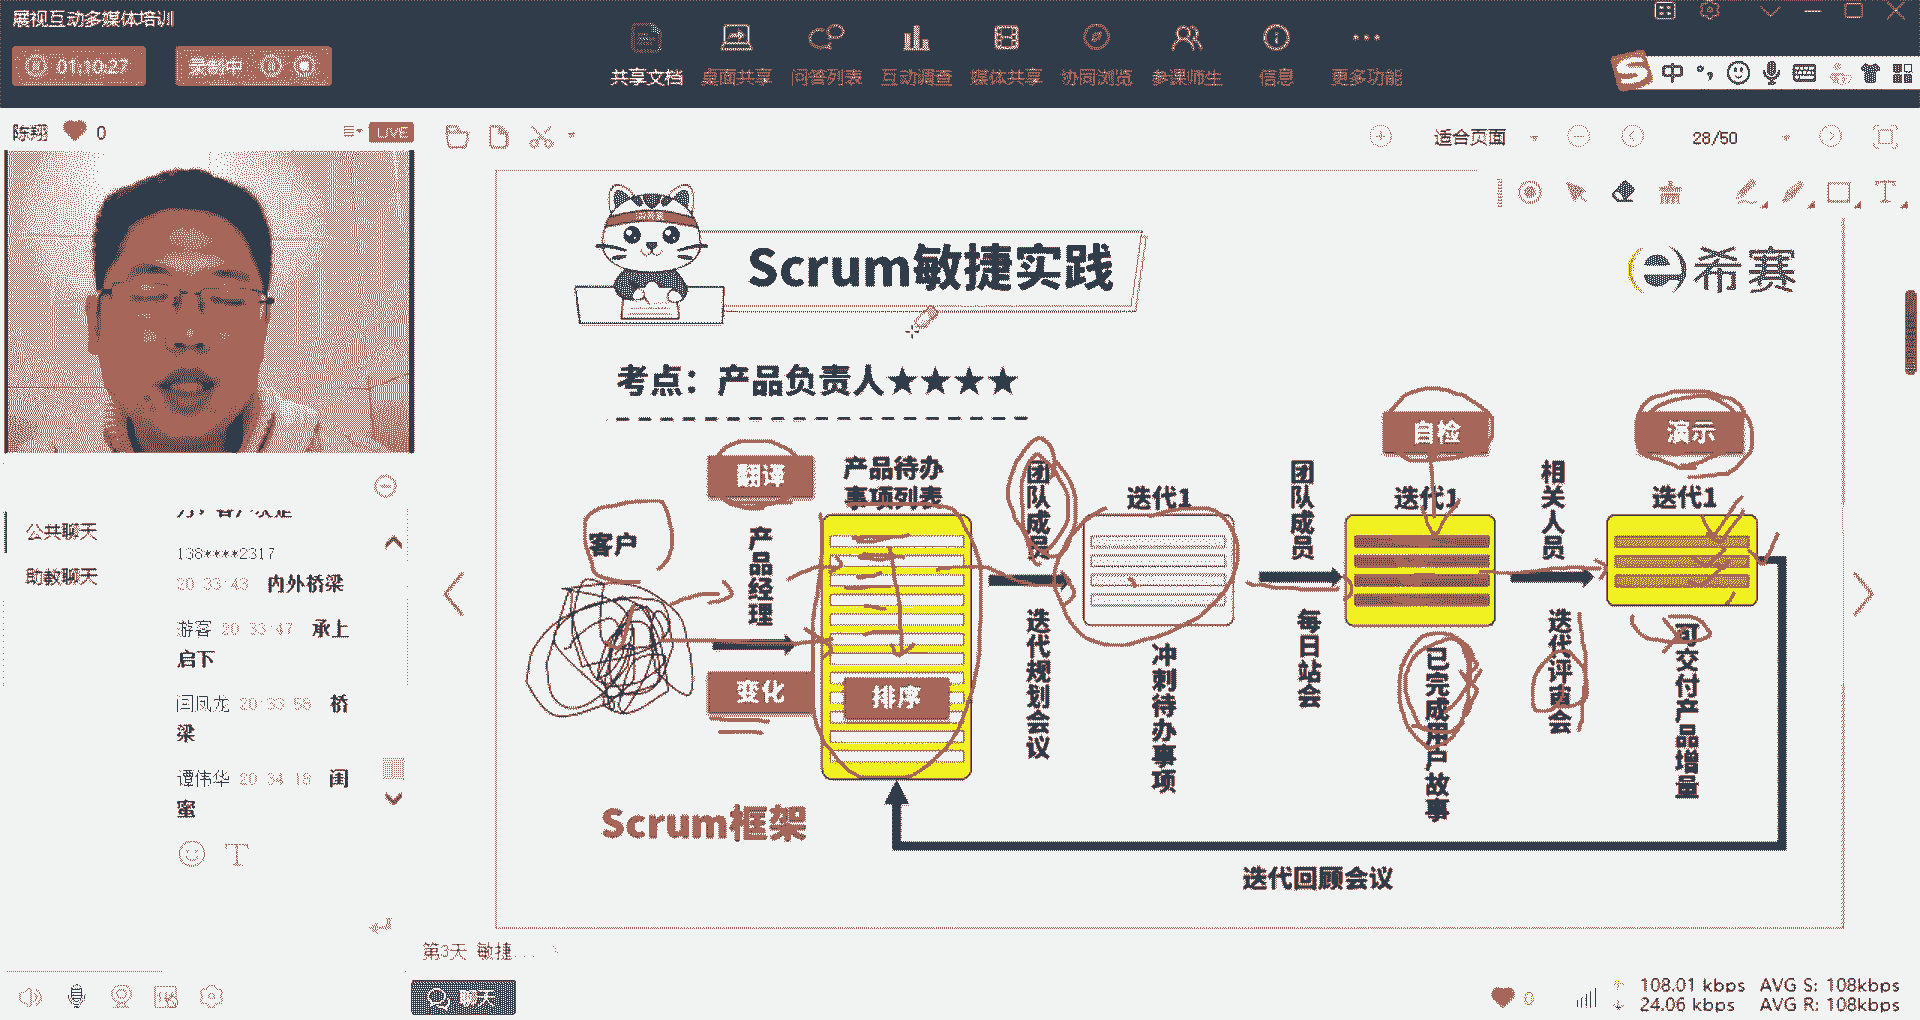 展视互动多媒体培训
01:10:27
录制中
共享文档
桌面共享
问答列表
互动调查
媒体共享
协同浏览
参课师生
信息
更多功能
中
陈翔
0
LIVE
适合页面
28/50
Scrum敏捷实践
希赛
考点：产品负责人★★★★
翻译
产品待办
事项列表
客户
产品经理
变化
排序
团队成员
迭代规划会议
迭代1
冲刺待办事项
团队成员
每日站会
自检
迭代1
已完成用户故事
相关人员
迭代评审会
演示
迭代1
可交付产品增量
Scrum框架
迭代回顾会议
公共聊天
助教聊天
138****2317
20:33:43 内外桥梁
游客 20:33:47 承上
启下
闫凤龙 20:33:58 桥
梁
谭伟华 20:34:18 闺
蜜
T
第3天 敏捷...
聊天
0
108.01 kbps AVG S: 108kbps
24.06 kbps AVG R: 108kbps